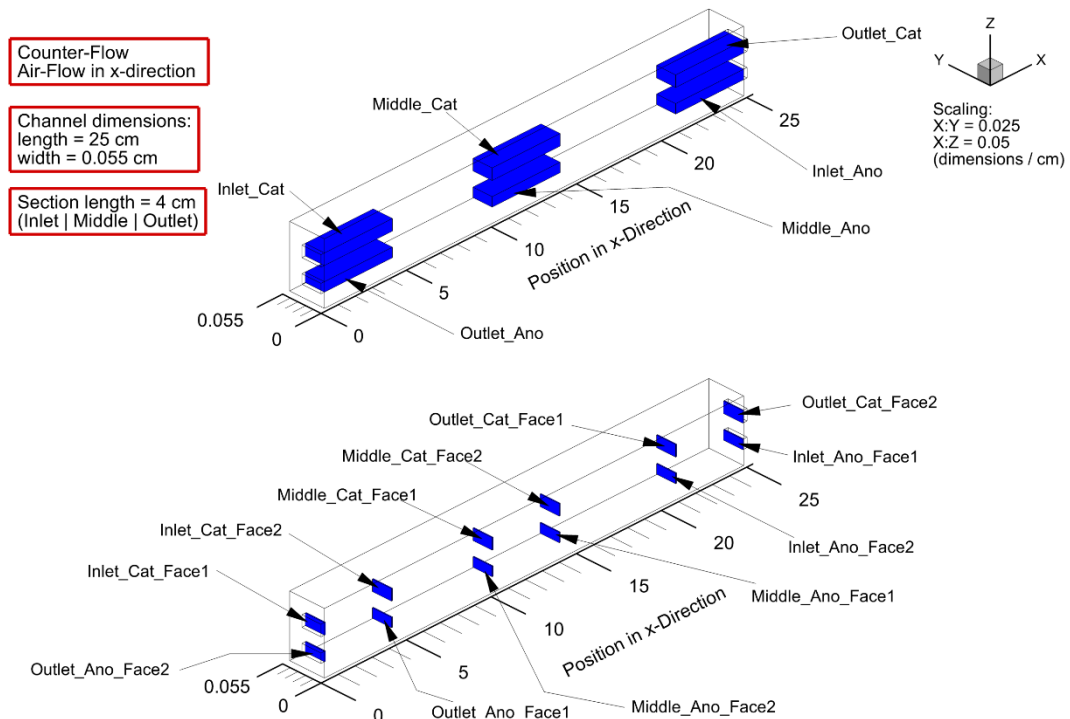 Counter-Flow
Air-Flow in x-direction
Channel dimensions:
length = 25 cm
width = 0.055 cm
Section length = 4 cm
(Inlet | Middle | Outlet)
Outlet_Cat
Middle_Cat
Inlet_Cat
Inlet_Ano
Middle_Ano
Outlet_Ano
Position in x-Direction
0.055
0
0
5
10
15
20
25
Z
Y
X
Scaling:
X:Y = 0.025
X:Z = 0.05
(dimensions / cm)
Outlet_Cat_Face1
Outlet_Cat_Face2
Middle_Cat_Face2
Inlet_Ano_Face1
Middle_Cat_Face1
Inlet_Cat_Face2
Inlet_Ano_Face2
Inlet_Cat_Face1
Middle_Ano_Face1
Outlet_Ano_Face2
Outlet_Ano_Face1
Middle_Ano_Face2
Position in x-Direction
0.055
0
0
5
10
15
20
25